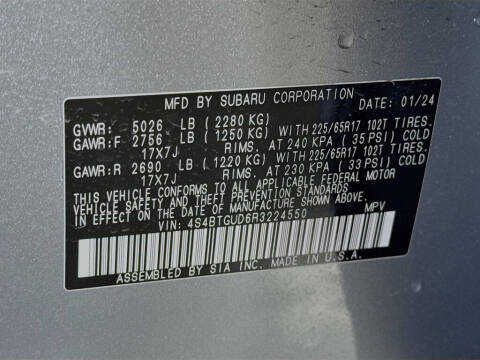 MFD BY SUBARU CORPORATION DATE: 01/24
GVWR: 5026 LB (2280 KG)
GAWR:F 2756 LB (1250 KG) WITH 225/65R17 102T TIRES.
17X7J RIMS. AT 240 KPA (35 PSI) COLD
GAWR:R 2690 LB (1220 KG) WITH 225/65R17 102T TIRES.
17X7J RIMS. AT 230 KPA (33 PSI) COLD
THIS VEHICLE CONFORMS TO ALL APPLICABLE FEDERAL MOTOR
VEHICLE SAFETY AND THEFT PREVENTION STANDARDS
IN EFFECT ON THE DATE OF MANUFACTURE SHOWN ABOVE.
VIN: 4S4BTGUD6R3224550 MPV
ASSEMBLED BY SIA INC. MADE IN U.S.A.